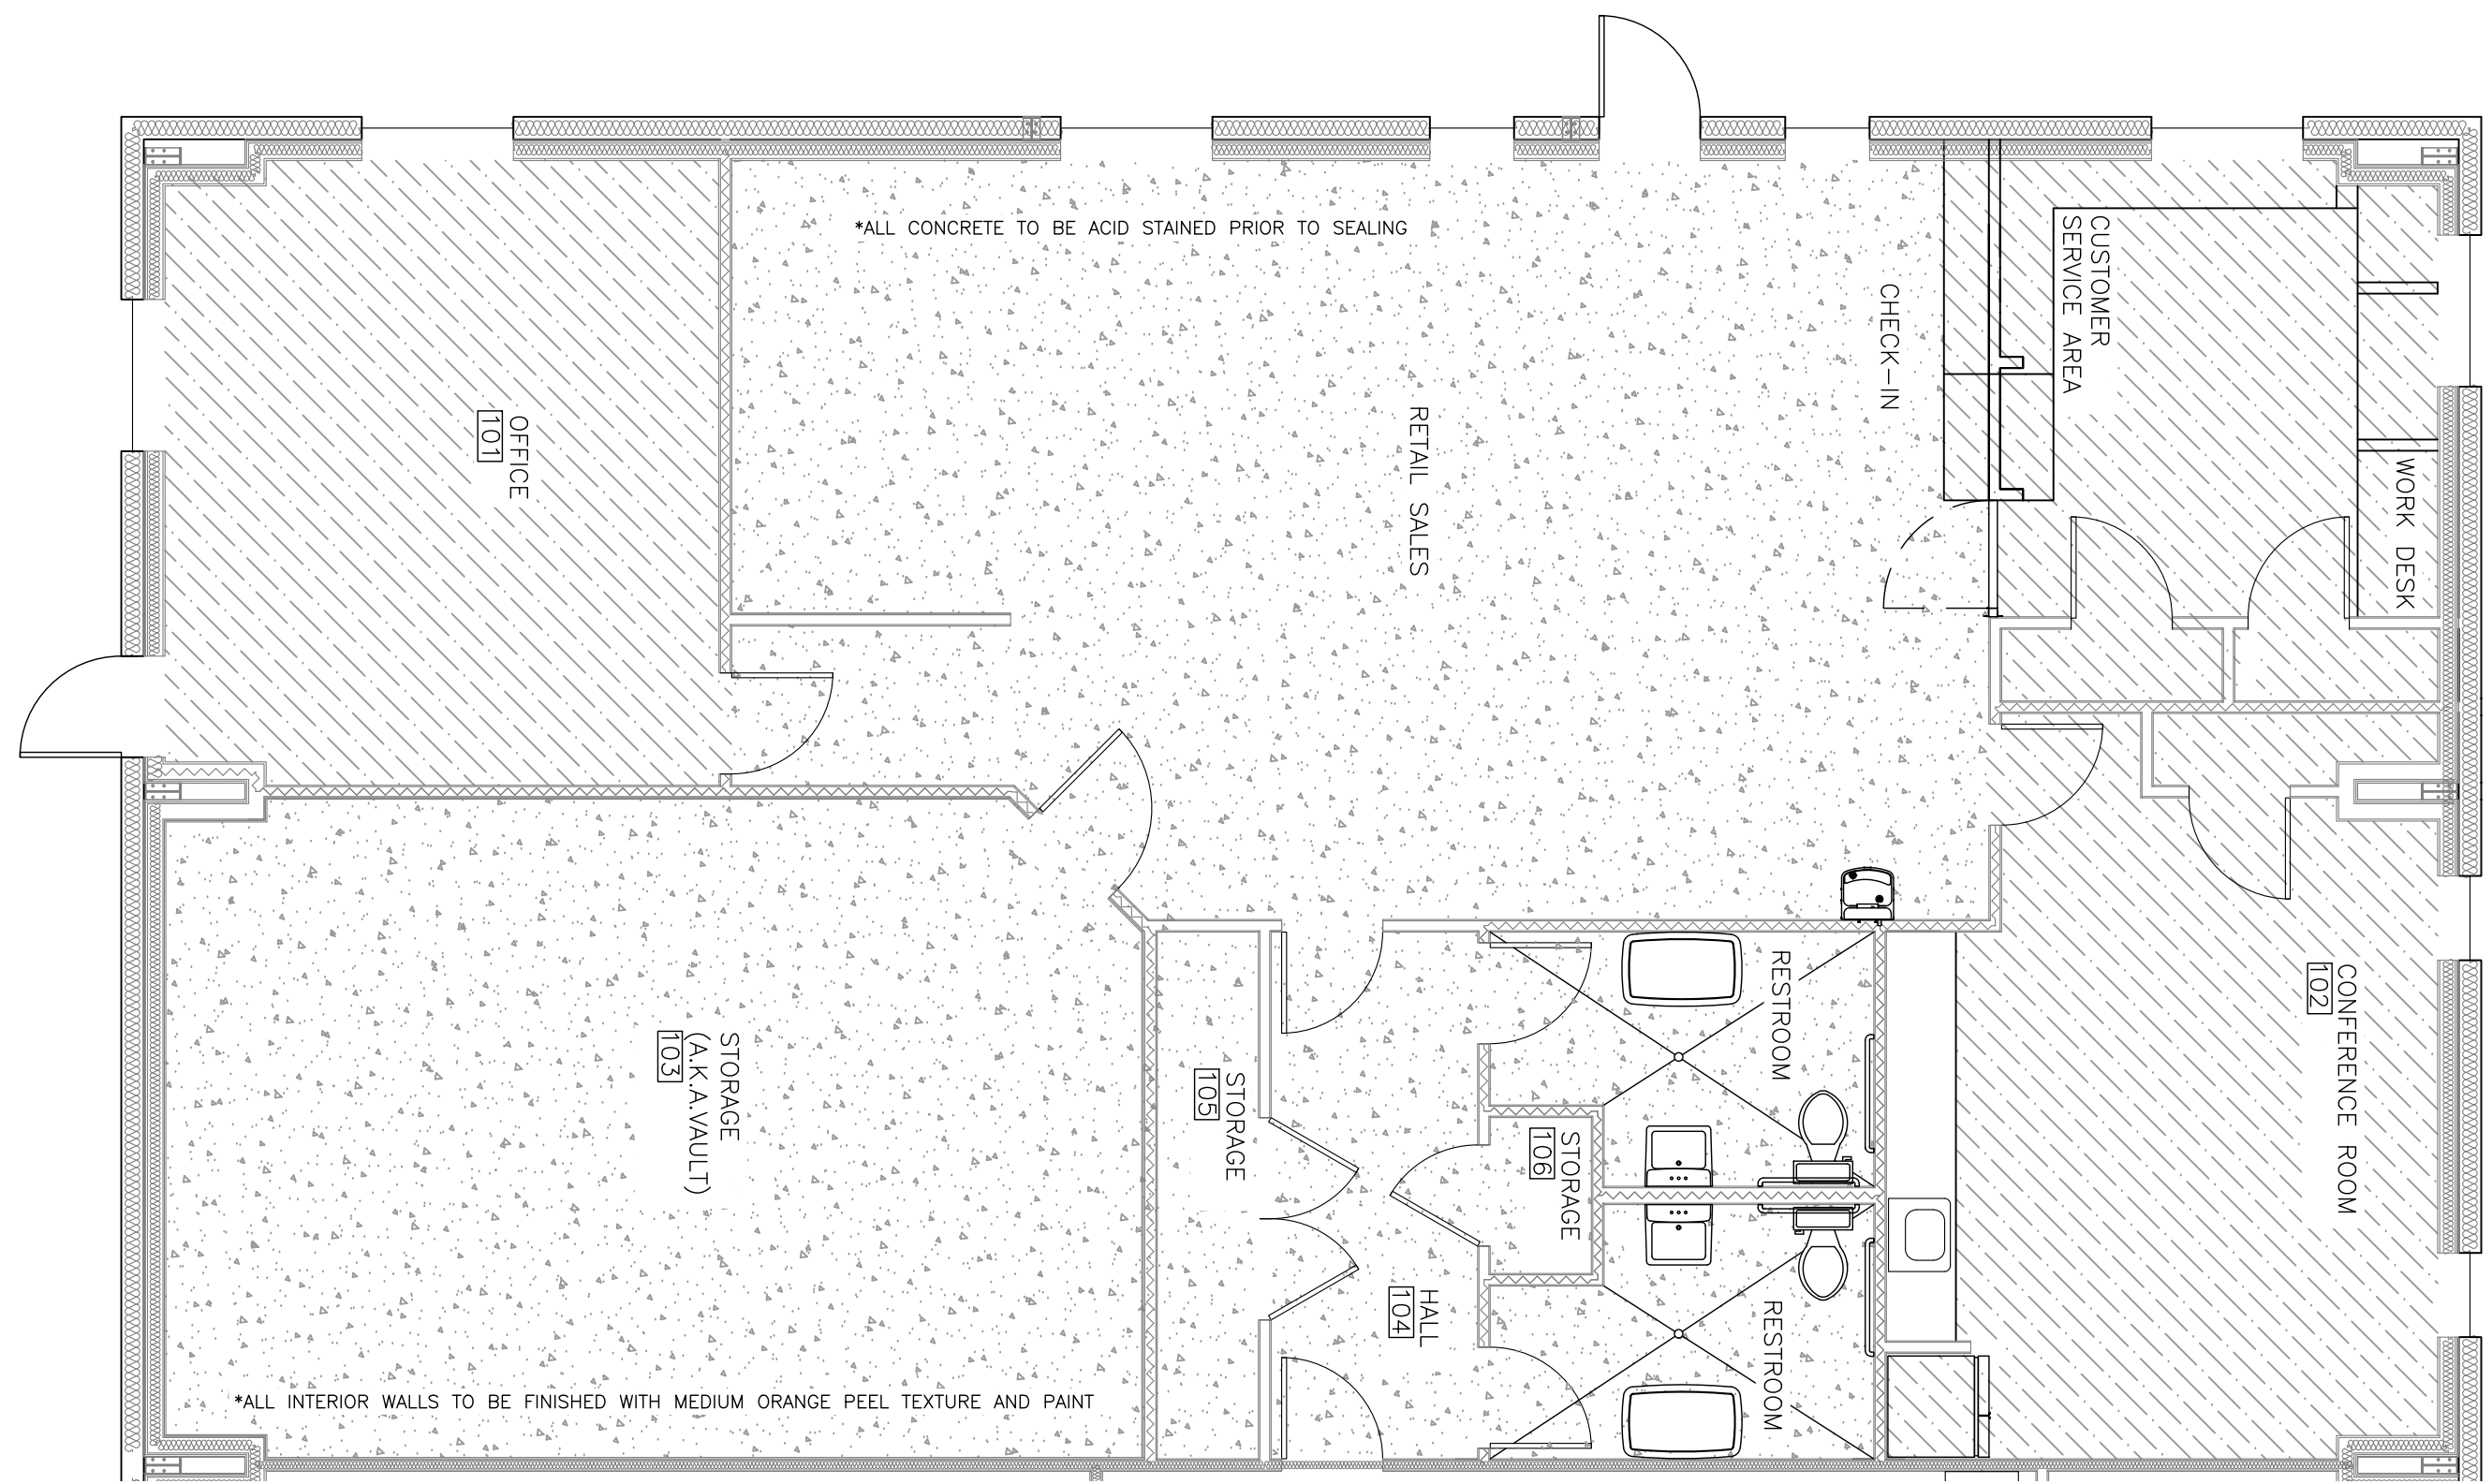 *ALL CONCRETE TO BE ACID STAINED PRIOR TO SEALING
CUSTOMER
SERVICE AREA
CHECK-IN
WORK DESK
RETAIL SALES
OFFICE
101
CONFERENCE ROOM
102
RESTROOM
STORAGE
(A.K.A.VAULT)
103
STORAGE
105
STORAGE
106
HALL
104
RESTROOM
*ALL INTERIOR WALLS TO BE FINISHED WITH MEDIUM ORANGE PEEL TEXTURE AND PAINT